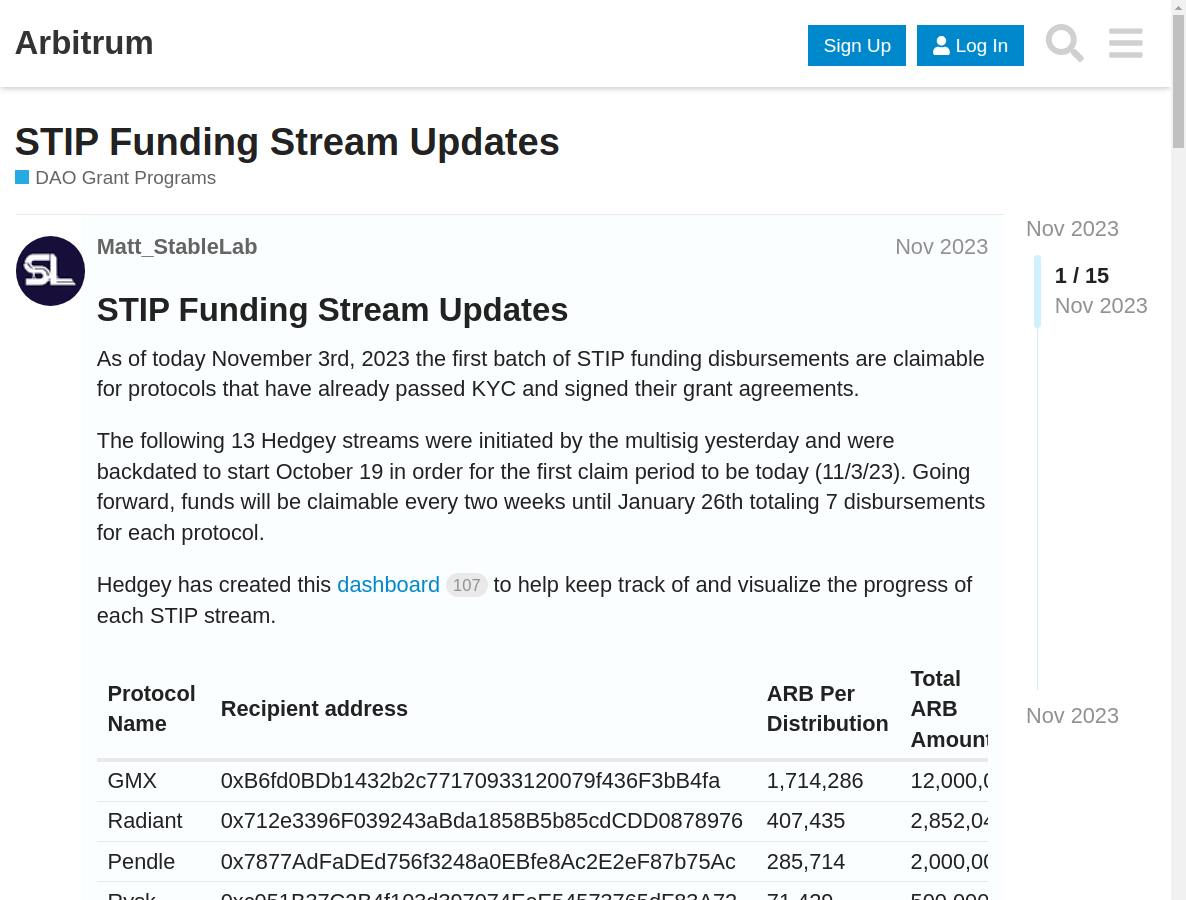 Arbitrum
Sign Up
Log In
STIP Funding Stream Updates
DAO Grant Programs
Nov 2023
1 / 15
Nov 2023
Nov 2023
SL
Matt_StableLab
Nov 2023
STIP Funding Stream Updates
As of today November 3rd, 2023 the first batch of STIP funding disbursements are claimable
for protocols that have already passed KYC and signed their grant agreements.
The following 13 Hedgey streams were initiated by the multisig yesterday and were
backdated to start October 19 in order for the first claim period to be today (11/3/23). Going
forward, funds will be claimable every two weeks until January 26th totaling 7 disbursements
for each protocol.
Hedgey has created this dashboard 107 to help keep track of and visualize the progress of
each STIP stream.
Protocol Name Recipient address ARB Per Distribution Total ARB Amount
GMX 0xB6fd0BDb1432b2c77170933120079f436F3bB4fa 1,714,286 12,000,0
Radiant 0x712e3396F039243aBda1858B5b85cdCDD0878976 407,435 2,852,04
Pendle 0x7877AdFaDEd756f3248a0EBfe8Ac2E2eF87b75Ac 285,714 2,000,00